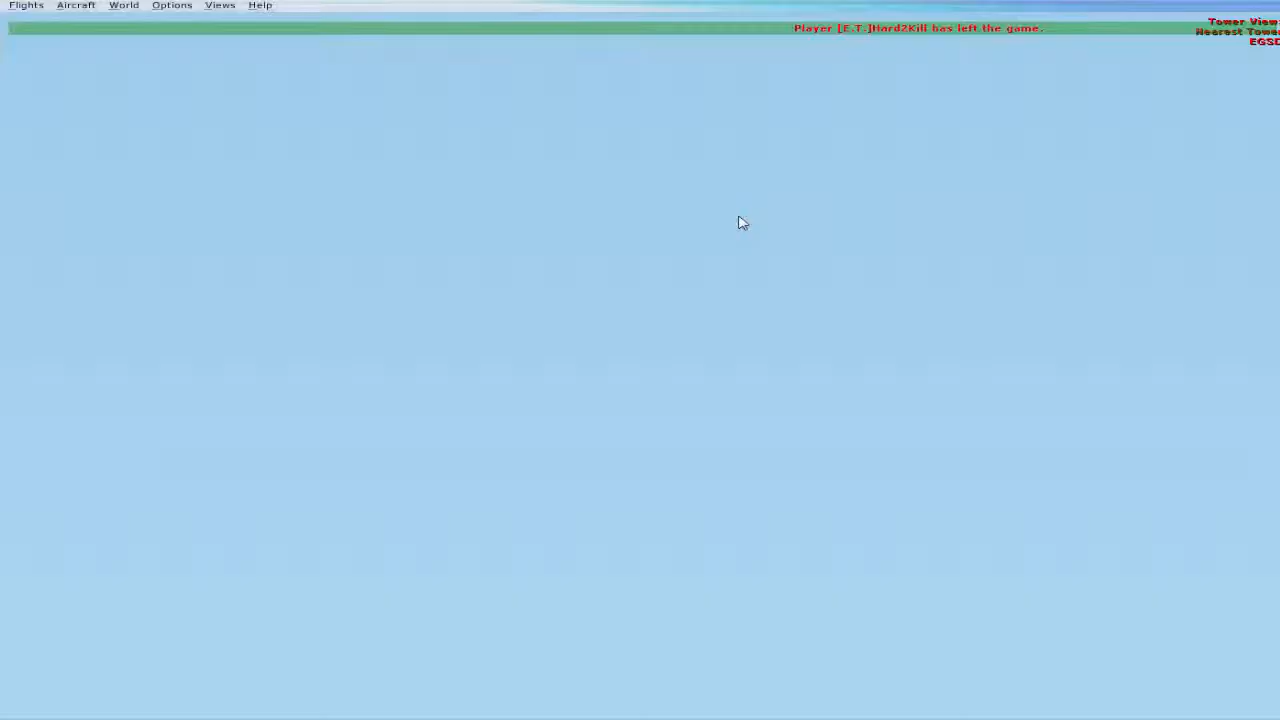 Flights Aircraft World Options Views Help
Player [E.T.]Hard2Kill has left the game.
Tower View:
Nearest Tower
EGSD